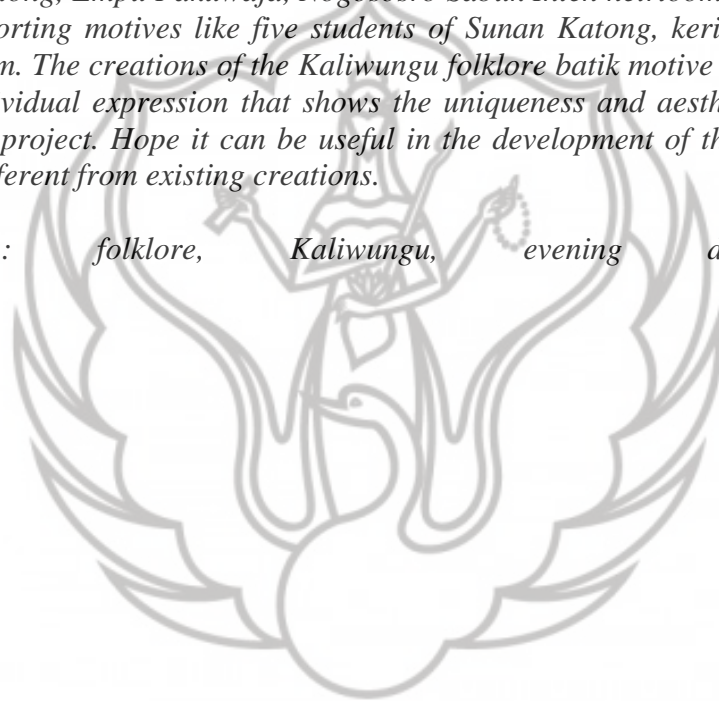 orting motives like five students of Sunan Katong, keri
m. The creations of the Kaliwungu folklore batik motive
vidual expression that shows the uniqueness and aesth
project. Hope it can be useful in the development of th
fferent from existing creations.
: folklore, Kaliwungu, evening